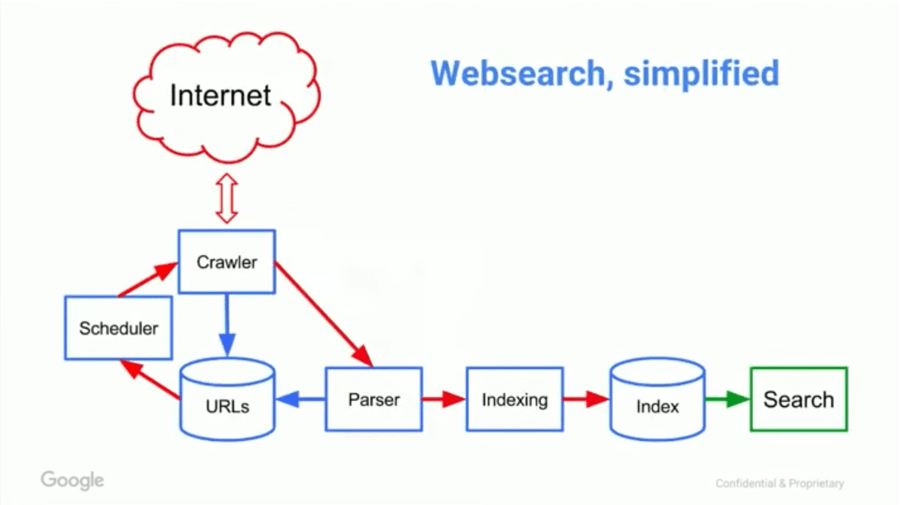 Websearch, simplified
Internet
Crawler
Scheduler
URLs
Parser
Indexing
Index
Search
Google
Confidential & Proprietary